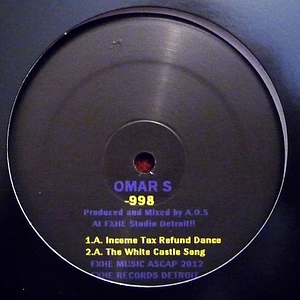 OMAR S
-998
Produced and Mixed by A.O.S
At FXHE Studio Detroit!!
1.A. Income Tax Refund Dance
2.A. The White Castle Song
FXHE MUSIC ASCAP 2012
FXHE RECORDS DETROIT